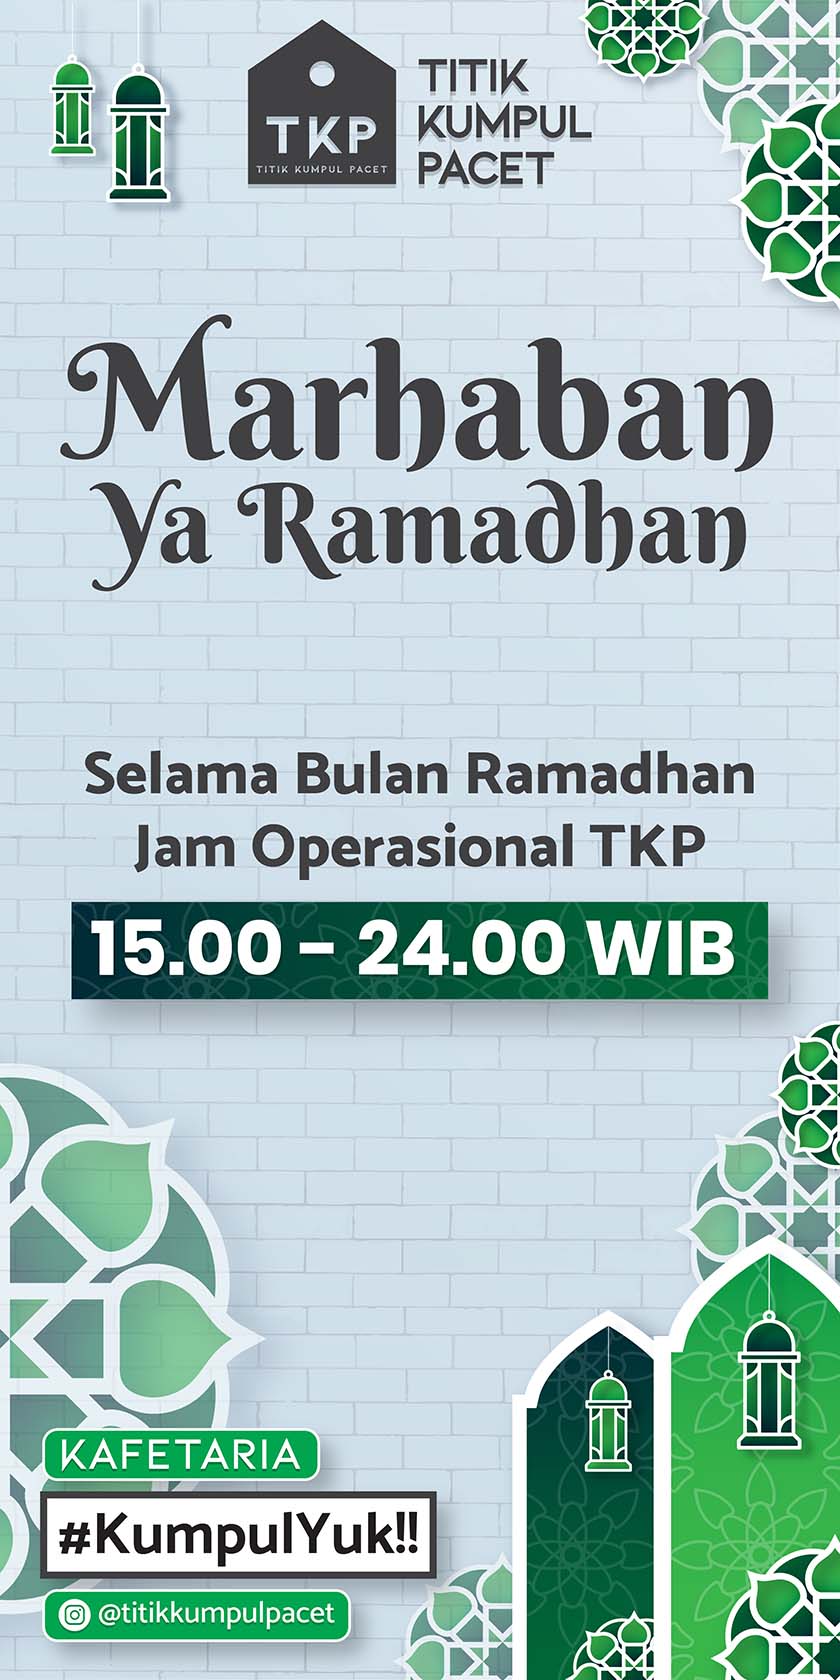 TKP
TITIK KUMPUL PACET
TITIK
KUMPUL
PACET
Marhaban
Ya Ramadhan
Selama Bulan Ramadhan
Jam Operasional TKP
15.00 - 24.00 WIB
KAFETARIA
#KumpulYuk!!
@titikkumpulpacet